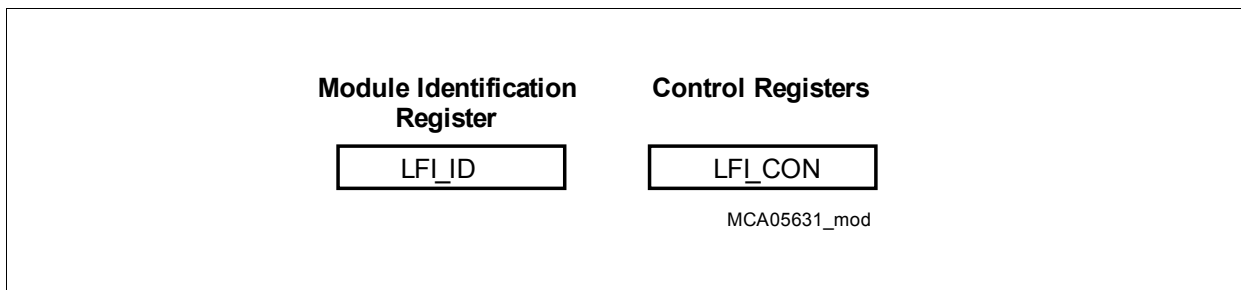 Module Identification
Register
Control Registers
LFI_ID
LFI_CON
MCA05631_mod